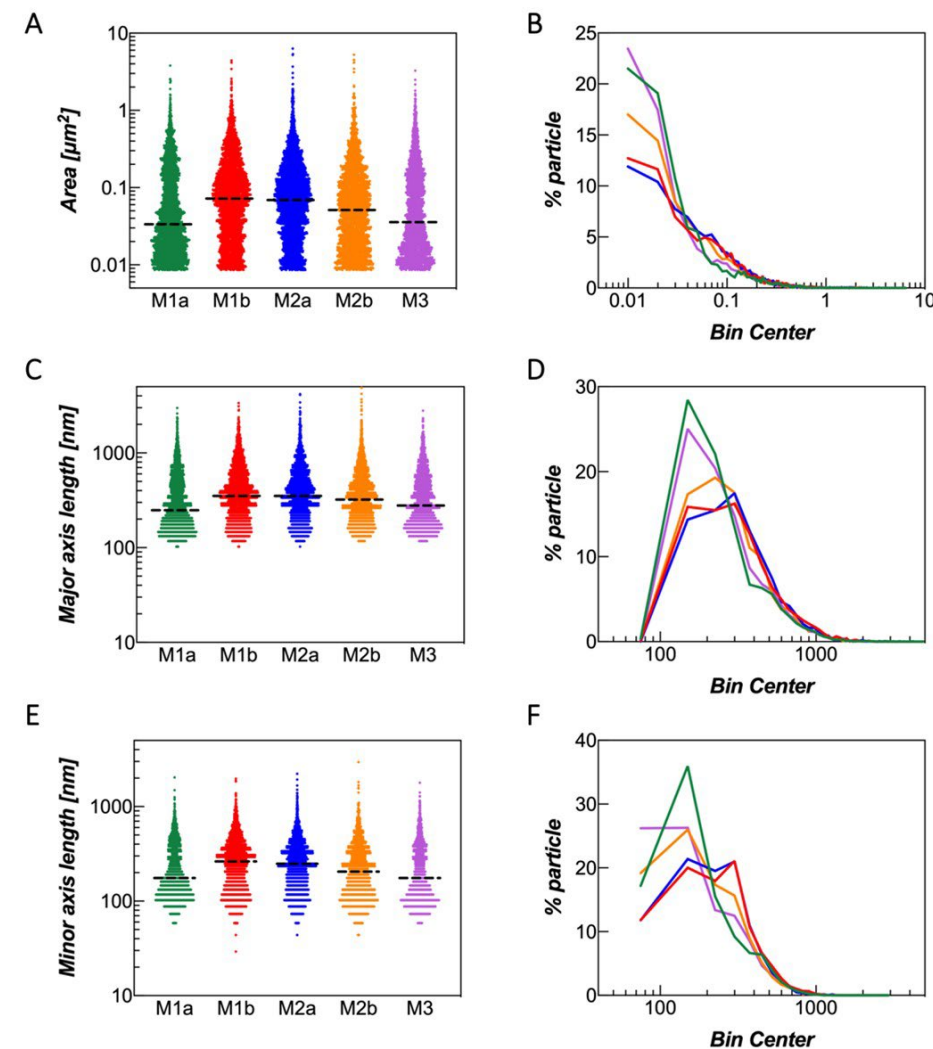 A
Area [µm²]
10
1
0.1
0.01
M1a M1b M2a M2b M3
B
% particle
25
20
15
10
5
0
0.01 0.1 1 10
Bin Center
C
Major axis length [nm]
1000
100
10
M1a M1b M2a M2b M3
D
% particle
30
20
10
0
100 1000
Bin Center
E
Minor axis length [nm]
1000
100
10
M1a M1b M2a M2b M3
F
% particle
40
30
20
10
0
100 1000
Bin Center